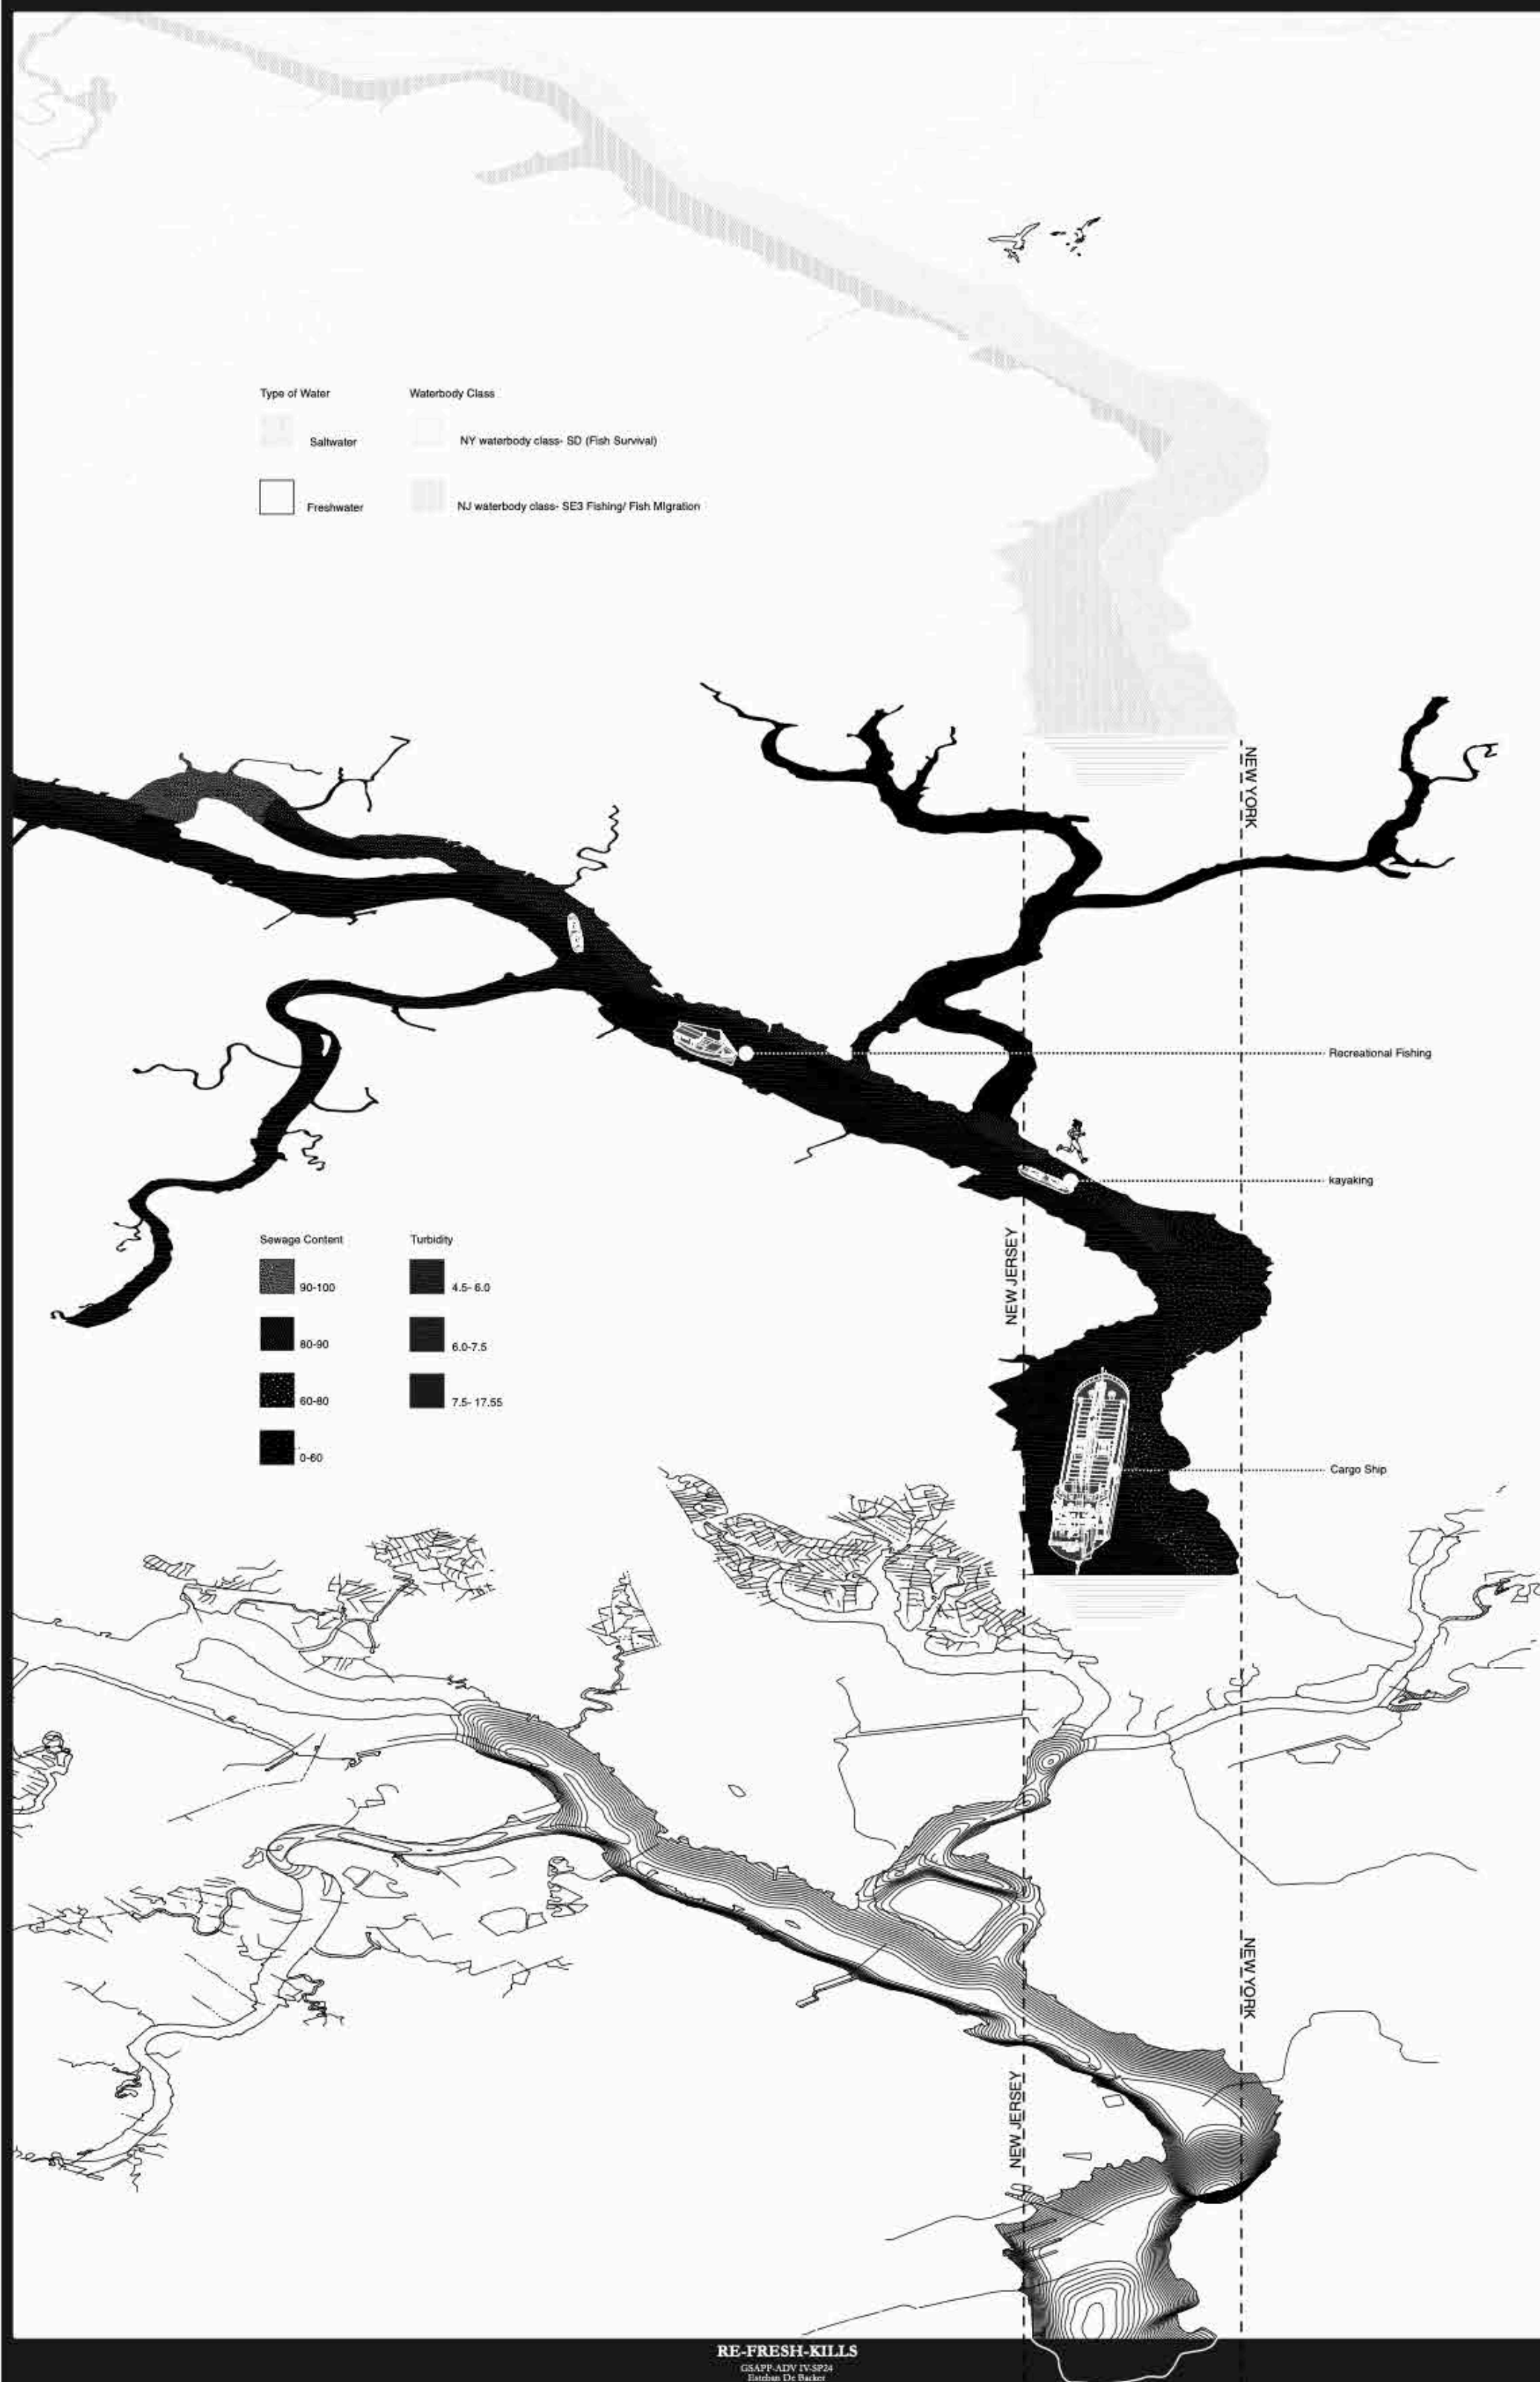 Type of Water
Waterbody Class
Saltwater
NY waterbody class- SD (Fish Survival)
Freshwater
NJ waterbody class- SE3 Fishing/ Fish MIgration
NEW YORK
Recreational Fishing
kayaking
NEW JERSEY
Sewage Content
Turbidity
90-100
4.5- 6.0
80-90
6.0-7.5
60-80
7.5- 17.55
0-60
Cargo Ship
NEW YORK
NEW JERSEY
RE-FRESH-KILLS
GSAPP-ADV IV-SP24
Esteban De Backer